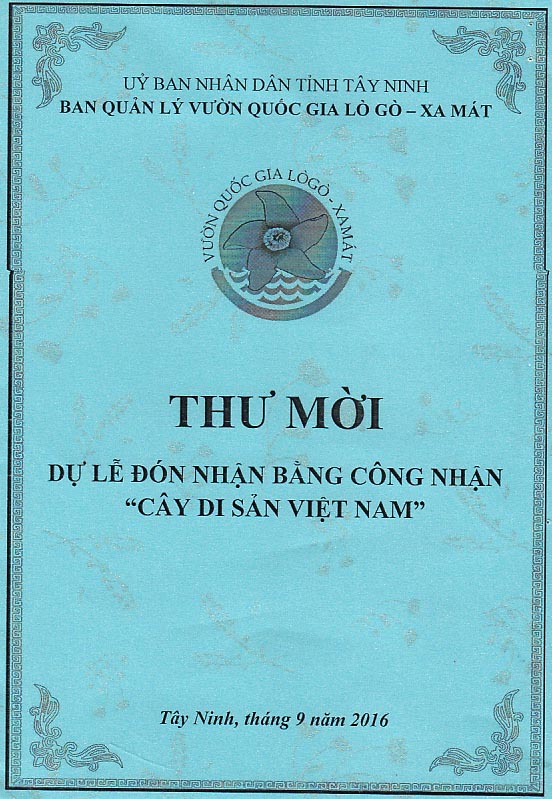 UỶ BAN NHÂN DÂN TỈNH TÂY NINH
BAN QUẢN LÝ VƯỜN QUỐC GIA LÒ GÒ – XA MÁT
VƯỜN QUỐC GIA LÒGÒ - XAMÁT
THƯ MỜI
DỰ LỄ ĐÓN NHẬN BẰNG CÔNG NHẬN
“CÂY DI SẢN VIỆT NAM”
Tây Ninh, tháng 9 năm 2016